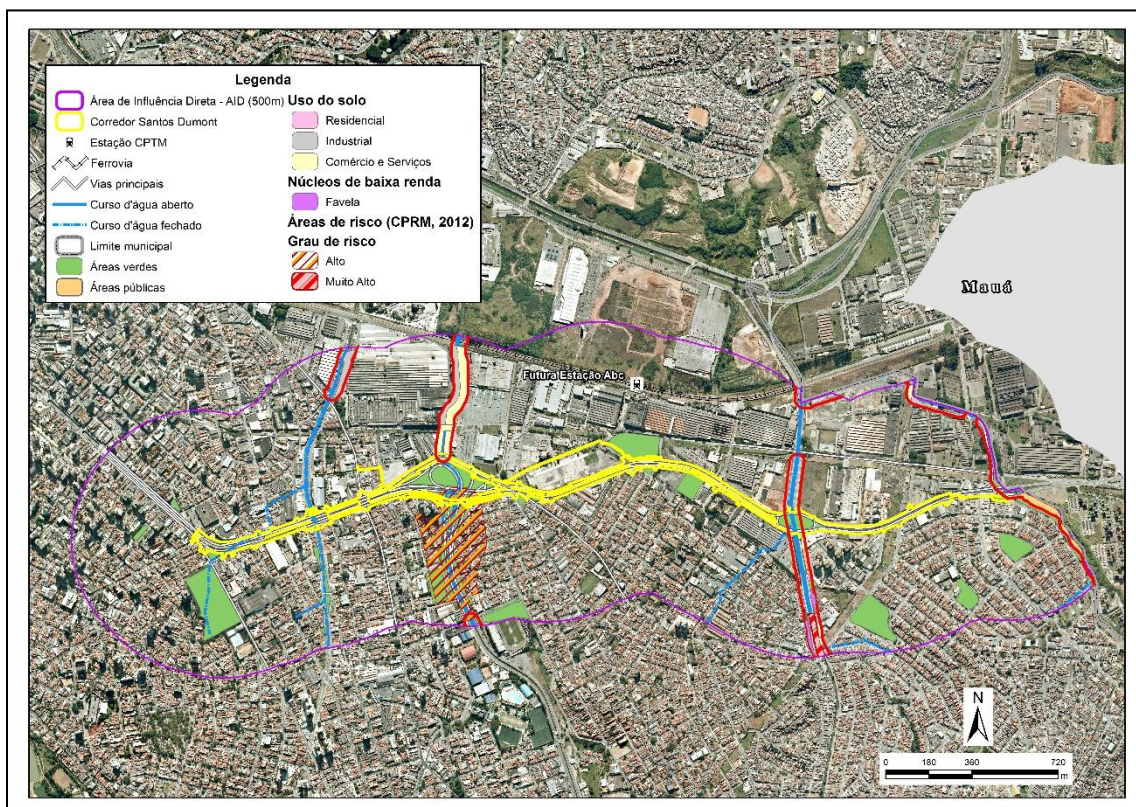 Legenda
Área de Influência Direta - AID (500m)
Corredor Santos Dumont
Estação CPTM
Ferrovia
Vias principais
Curso d'água aberto
Curso d'água fechado
Limite municipal
Áreas verdes
Áreas públicas
Uso do solo
Residencial
Industrial
Comércio e Serviços
Núcleos de baixa renda
Favela
Áreas de risco (CPRM, 2012)
Grau de risco
Alto
Muito Alto
Mauá
Futura Estação Abc
N
0 180 360 720
m